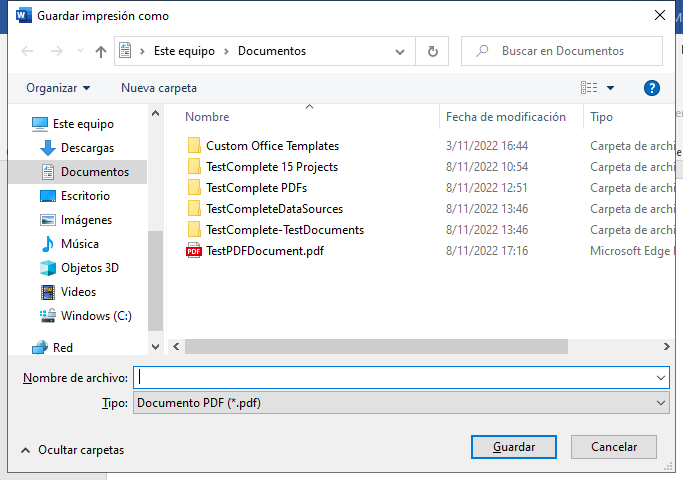 Guardar impresión como
Este equipo > Documentos
Buscar en Documentos
Organizar
Nueva carpeta
Este equipo
Descargas
Documentos
Escritorio
Imágenes
Música
Objetos 3D
Videos
Windows (C:)
Red
Nombre Fecha de modificación Tipo
Custom Office Templates 3/11/2022 16:44 Carpeta de archi
TestComplete 15 Projects 8/11/2022 10:54 Carpeta de archi
TestComplete PDFs 8/11/2022 12:51 Carpeta de archi
TestCompleteDataSources 8/11/2022 13:46 Carpeta de archi
TestComplete-TestDocuments 8/11/2022 13:46 Carpeta de archi
PDF TestPDFDocument.pdf 8/11/2022 17:16 Microsoft Edge
Nombre de archivo:
Tipo: Documento PDF (*.pdf)
Ocultar carpetas
Guardar
Cancelar